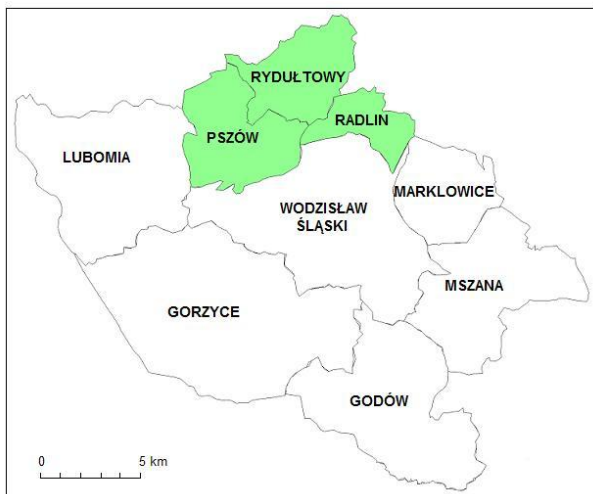 RYDUŁTOWY
RADLIN
PSZÓW
LUBOMIA
MARKLOWICE
WODZISŁAW
ŚLĄSKI
MSZANA
GORZYCE
GODÓW
0 5 km